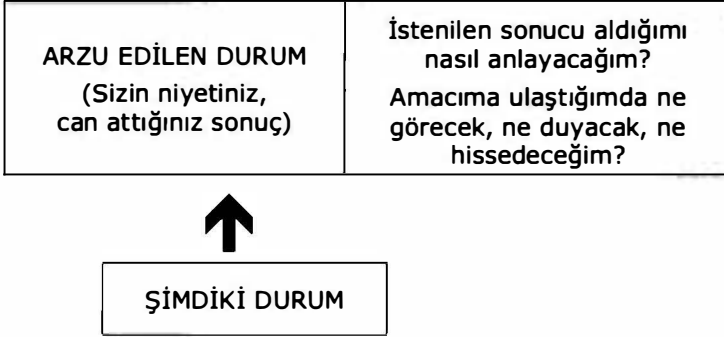 ARZU EDİLEN DURUM
(Sizin niyetiniz,
can attığınız sonuç)
İstenilen sonucu aldığımı
nasıl anlayacağım?
Amacıma ulaştığımda ne
görecek, ne duyacak, ne
hissedeceğim?
ŞİMDİKİ DURUM